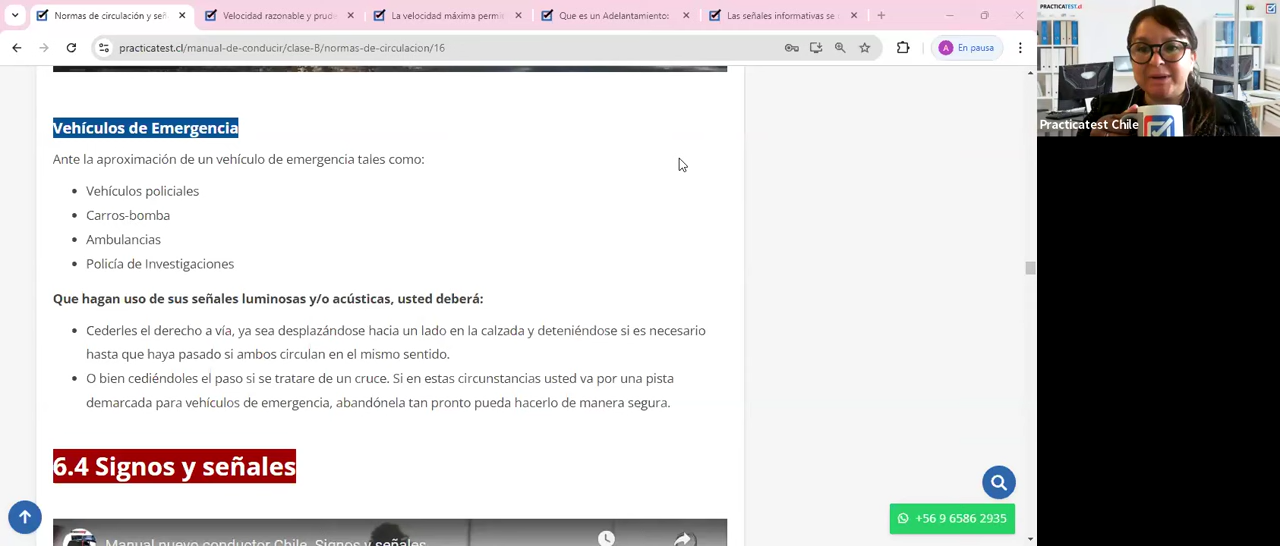 Normas de circulación y señ
Velocidad razonable y prud
La velocidad máxima permi
Que es un Adelantamiento:
Las señales informativas se c
practicatest.cl/manual-de-conducir/clase-B/normas-de-circulacion/16
A
En pausa
PRACTICATEST.cl
Practicatest Chile
Vehículos de Emergencia
Ante la aproximación de un vehículo de emergencia tales como:
Vehículos policiales
Carros-bomba
Ambulancias
Policía de Investigaciones
Que hagan uso de sus señales luminosas y/o acústicas, usted deberá:
Cederles el derecho a vía, ya sea desplazándose hacia un lado en la calzada y deteniéndose si es necesario
hasta que haya pasado si ambos circulan en el mismo sentido.
O bien cediéndoles el paso si se tratare de un cruce. Si en estas circunstancias usted va por una pista
demarcada para vehículos de emergencia, abandónela tan pronto pueda hacerlo de manera segura.
6.4 Signos y señales
+56 9 6586 2935
Manual nuevo conductor Chile. Signos y señales